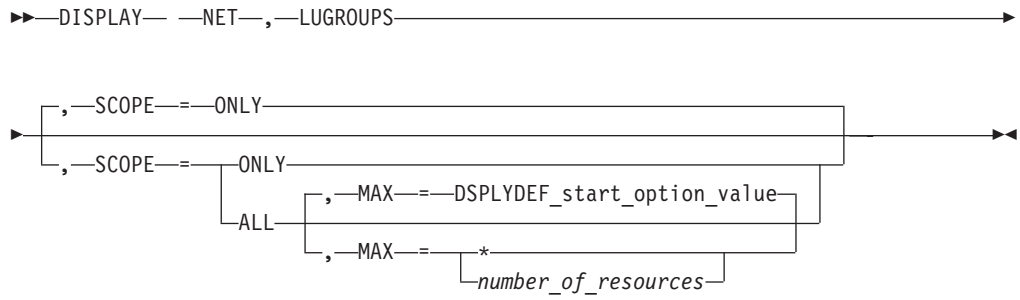 DISPLAY NET , LUGROUPS
, SCOPE = ONLY
, SCOPE = ONLY
, MAX = DSPLYDEF_start_option_value
ALL
, MAX = *
number_of_resources